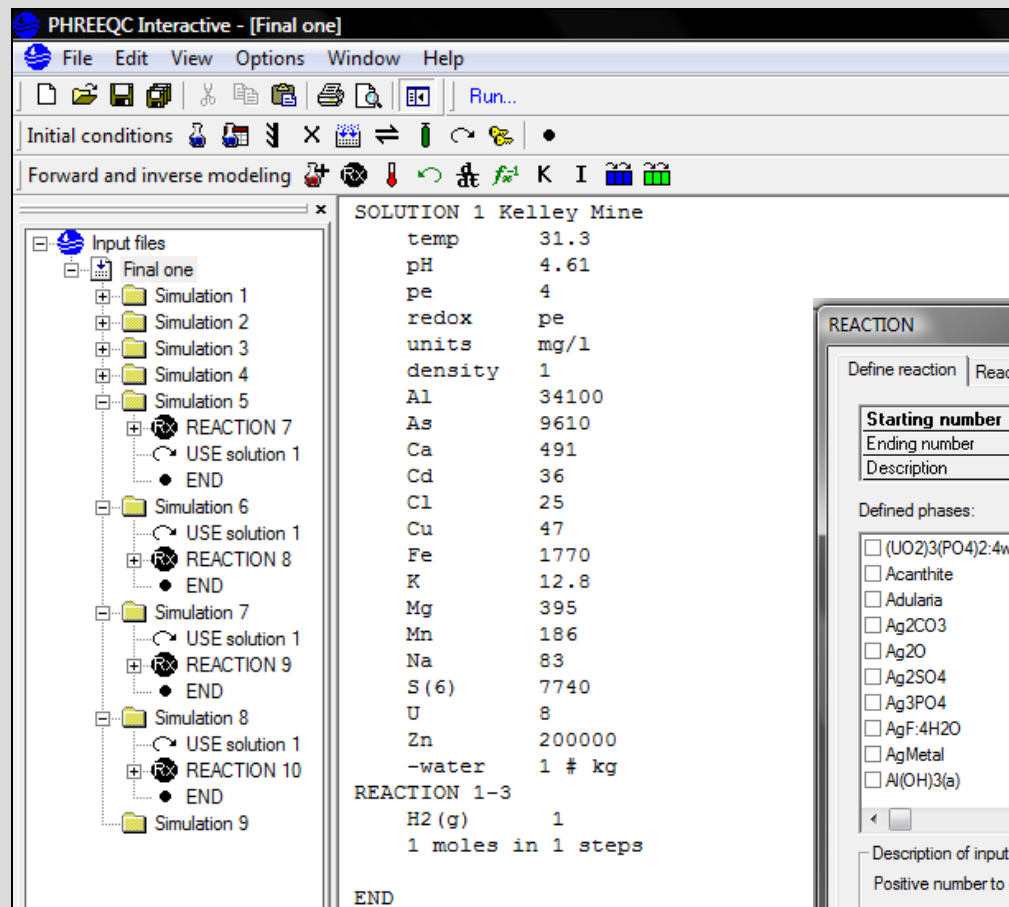 PHREEQC Interactive - [Final one]
File Edit View Options Window Help
Run...
Initial conditions
Forward and inverse modeling
Input files
Final one
Simulation 1
Simulation 2
Simulation 3
Simulation 4
Simulation 5
REACTION 7
USE solution 1
END
Simulation 6
USE solution 1
REACTION 8
END
Simulation 7
USE solution 1
REACTION 9
END
Simulation 8
USE solution 1
REACTION 10
END
Simulation 9
SOLUTION 1 Kelley Mine
temp 31.3
pH 4.61
pe 4
redox pe
units mg/l
density 1
Al 34100
As 9610
Ca 491
Cd 36
Cl 25
Cu 47
Fe 1770
K 12.8
Mg 395
Mn 186
Na 83
S(6) 7740
U 8
Zn 200000
-water 1 # kg
REACTION 1-3
H2(g) 1
1 moles in 1 steps
END
REACTION
Define reaction Reac
Starting number
Ending number
Description
Defined phases:
(UO2)3(PO4)2:4w
Acanthite
Adularia
Ag2CO3
Ag2O
Ag2SO4
Ag3PO4
AgF:4H2O
AgMetal
Al(OH)3(a)
Description of input
Positive number to